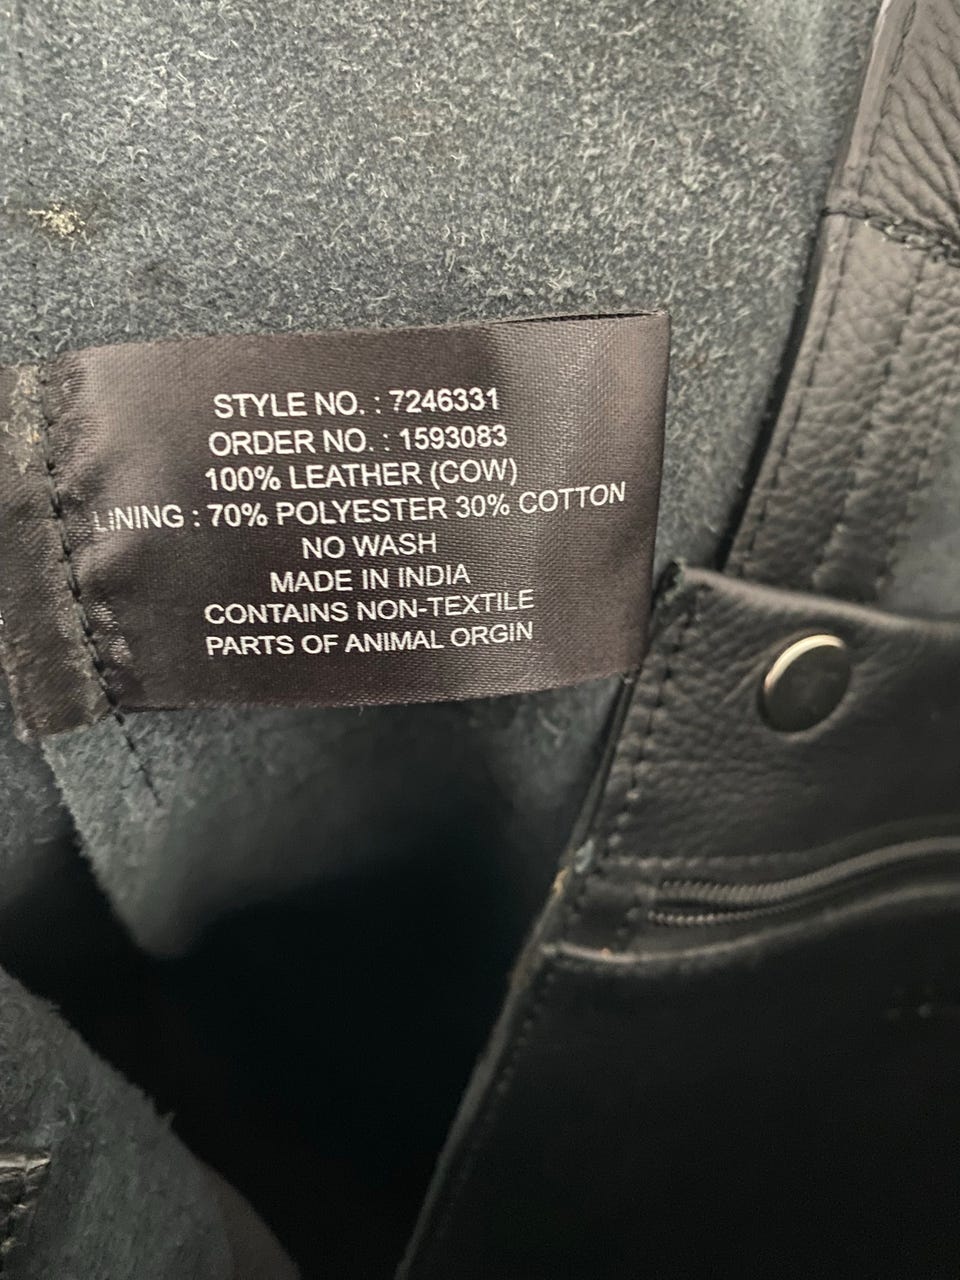 STYLE NO. : 7246331
ORDER NO. : 1593083
100% LEATHER (COW)
LINING : 70% POLYESTER 30% COTTON
NO WASH
MADE IN INDIA
CONTAINS NON-TEXTILE
PARTS OF ANIMAL ORGIN